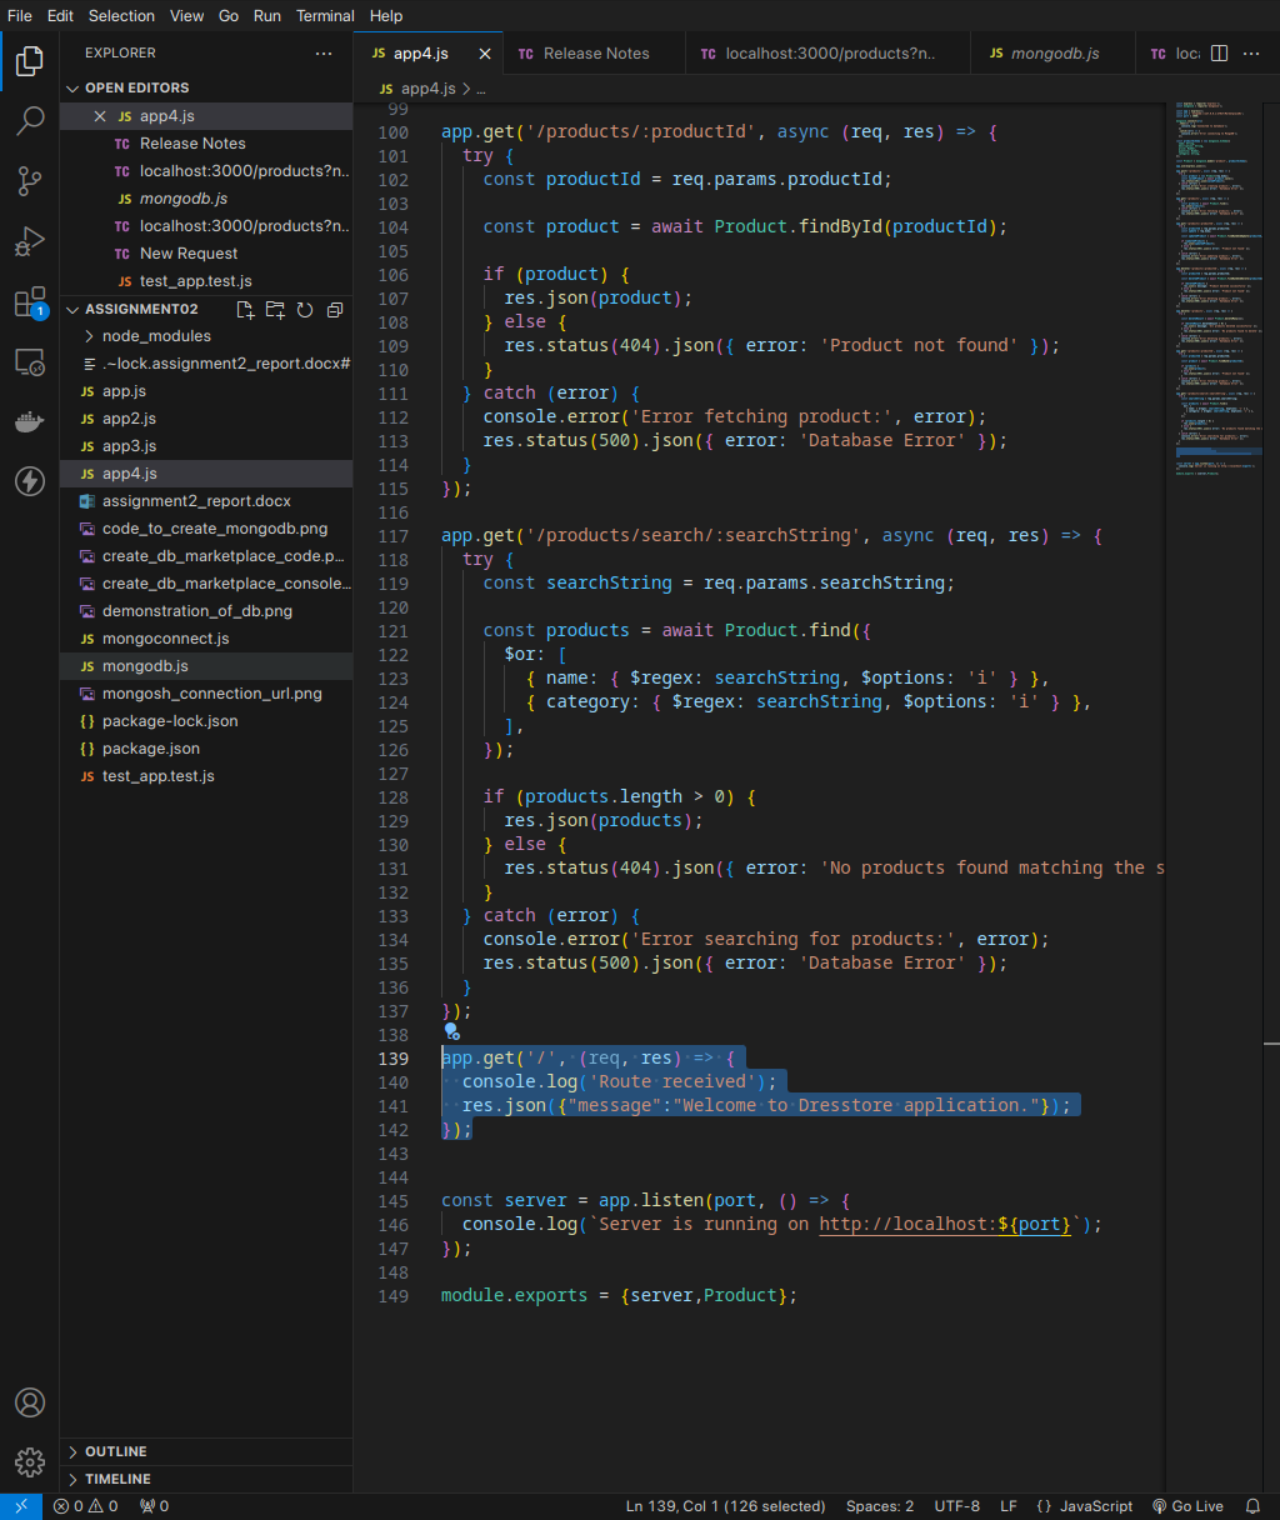 File Edit Selection View Go Run Terminal Help
EXPLORER
OPEN EDITORS
JS app4.js
TC Release Notes
TC localhost:3000/products?n..
JS mongodb.js
TC localhost:3000/products?n..
TC New Request
JS test_app.test.js
ASSIGNMENT02
node_modules
.~lock.assignment2_report.docx#
JS app.js
JS app2.js
JS app3.js
JS app4.js
assignment2_report.docx
code_to_create_mongodb.png
create_db_marketplace_code.p...
create_db_marketplace_console...
demonstration_of_db.png
JS mongoconnect.js
JS mongodb.js
mongosh_connection_url.png
{} package-lock.json
{} package.json
JS test_app.test.js
OUTLINE
TIMELINE
1
JS app4.js TC Release Notes TC localhost:3000/products?n.. JS mongodb.js TC loc
JS app4.js > ...
99
100 app.get('/products/:productId', async (req, res) => {
101 try {
102 const productId = req.params.productId;
103
104 const product = await Product.findById(productId);
105
106 if (product) {
107 res.json(product);
108 } else {
109 res.status(404).json({ error: 'Product not found' });
110 }
111 } catch (error) {
112 console.error('Error fetching product:', error);
113 res.status(500).json({ error: 'Database Error' });
114 }
115 });
116
117 app.get('/products/search/:searchString', async (req, res) => {
118 try {
119 const searchString = req.params.searchString;
120
121 const products = await Product.find({
122 $or: [
123 { name: { $regex: searchString, $options: 'i' } },
124 { category: { $regex: searchString, $options: 'i' } },
125 ],
126 });
127
128 if (products.length > 0) {
129 res.json(products);
130 } else {
131 res.status(404).json({ error: 'No products found matching the s
132 }
133 } catch (error) {
134 console.error('Error searching for products:', error);
135 res.status(500).json({ error: 'Database Error' });
136 }
137 });
138
139 app.get('/', (req, res) => {
140 console.log('Route received');
141 res.json({"message":"Welcome to Dresstore application."});
142 });
143
144
145 const server = app.listen(port, () => {
146 console.log(`Server is running on http://localhost:${port}`);
147 });
148
149 module.exports = {server,Product};
0 0 0 Ln 139, Col 1 (126 selected) Spaces: 2 UTF-8 LF {} JavaScript Go Live